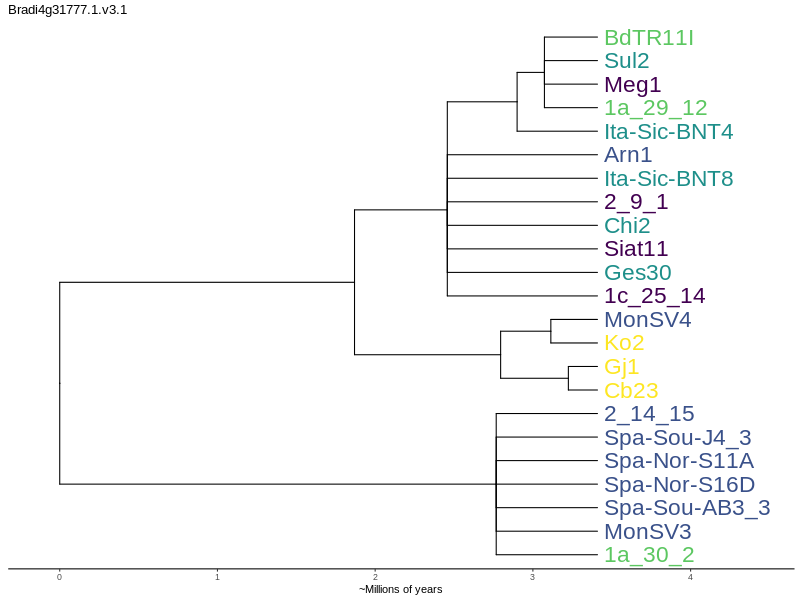 Bradi4g31777.1.v3.1
BdTR11I
Sul2
Meg1
1a_29_12
Ita-Sic-BNT4
Arn1
Ita-Sic-BNT8
2_9_1
Chi2
Siat11
Ges30
1c_25_14
MonSV4
Ko2
Gj1
Cb23
2_14_15
Spa-Sou-J4_3
Spa-Nor-S11A
Spa-Nor-S16D
Spa-Sou-AB3_3
MonSV3
1a_30_2
0 1 2 3 4
~Millions of years